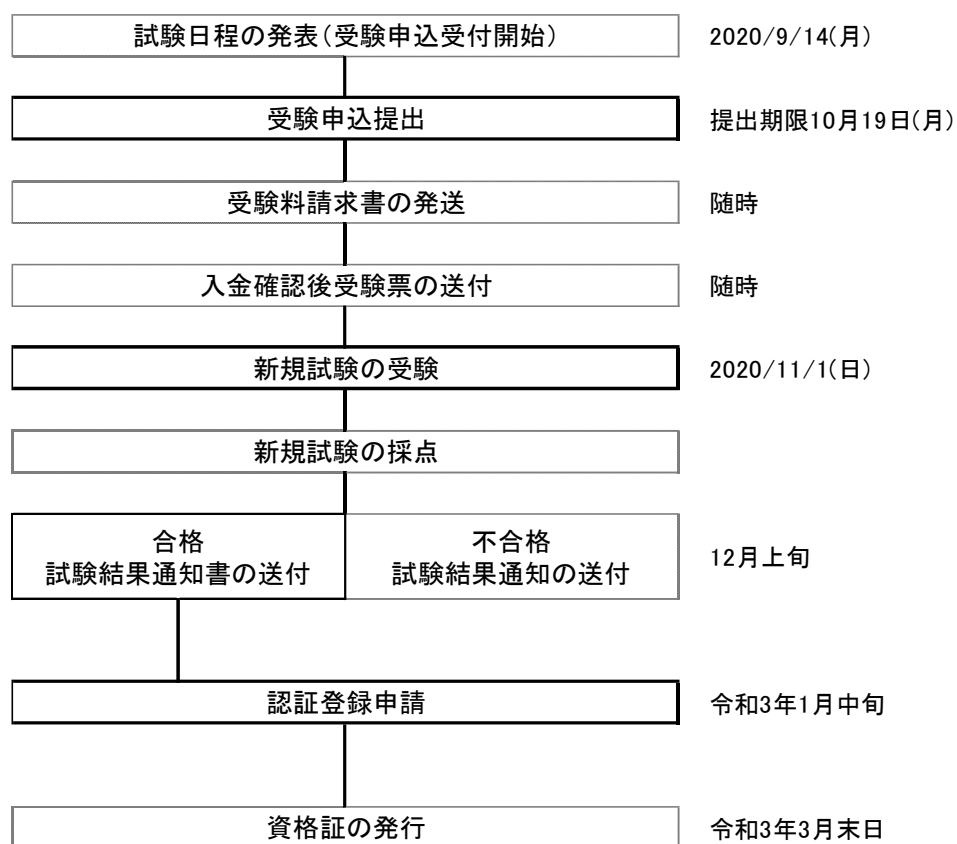 試験日程の発表(受験申込受付開始)
2020/9/14(月)
受験申込提出
提出期限10月19日(月)
受験料請求書の発送
随時
入金確認後受験票の送付
随時
新規試験の受験
2020/11/1(日)
新規試験の採点
合格
試験結果通知書の送付
不合格
試験結果通知の送付
12月上旬
認証登録申請
令和3年1月中旬
資格証の発行
令和3年3月末日